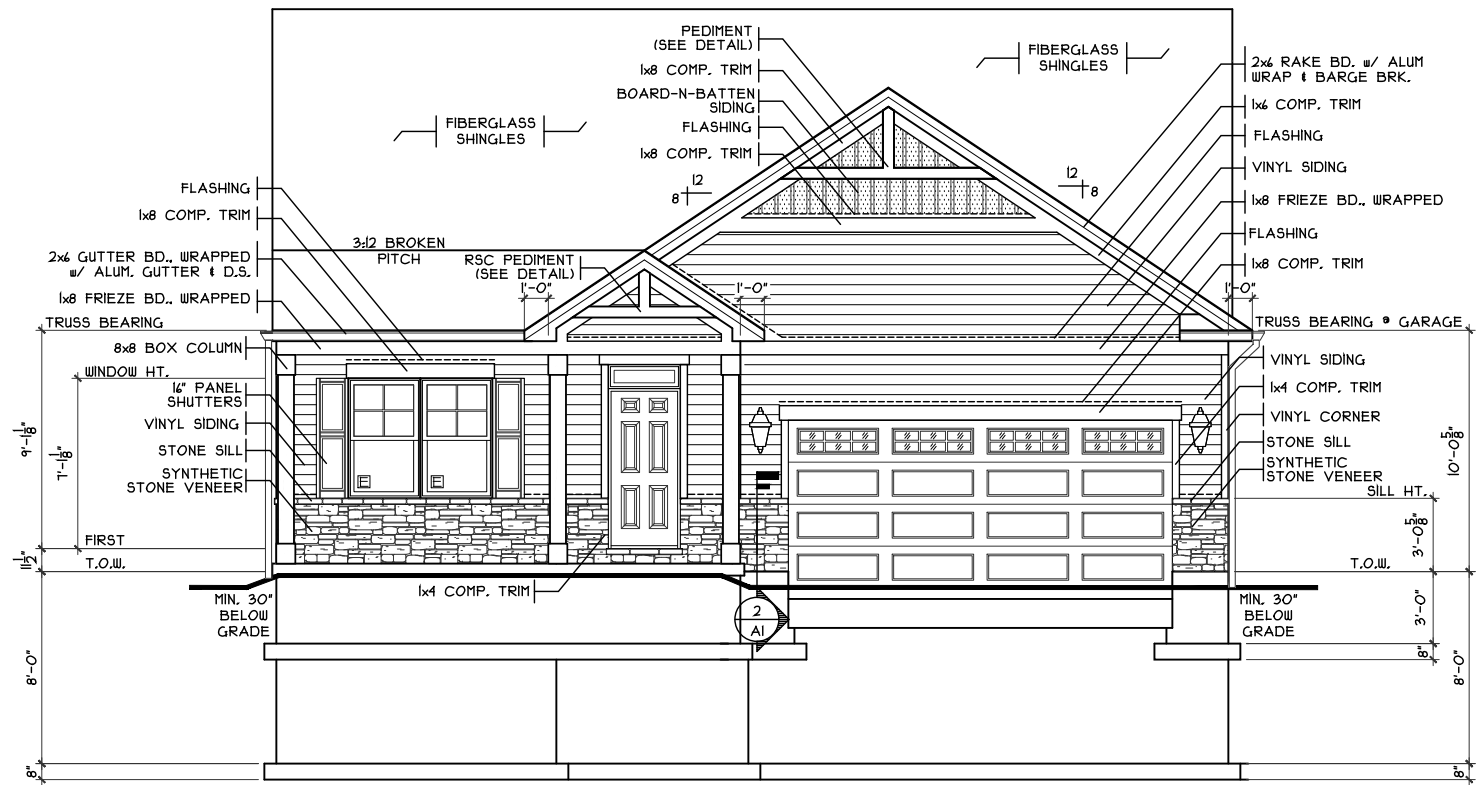 PEDIMENT
(SEE DETAIL)
1x8 COMP. TRIM
BOARD-N-BATTEN
SIDING
FLASHING
1x8 COMP. TRIM
FIBERGLASS
SHINGLES
FIBERGLASS
SHINGLES
2x6 RAKE BD. w/ ALUM
WRAP & BARGE BRK.
1x6 COMP. TRIM
FLASHING
VINYL SIDING
1x8 FRIEZE BD., WRAPPED
FLASHING
1x8 COMP. TRIM
12
8
12
8
FLASHING
1x8 COMP. TRIM
2x6 GUTTER BD., WRAPPED
w/ ALUM. GUTTER & D.S.
1x8 FRIEZE BD., WRAPPED
3:12 BROKEN
PITCH
RSC PEDIMENT
(SEE DETAIL)
1'-0"
1'-0"
1'-0"
TRUSS BEARING
TRUSS BEARING @ GARAGE
8x8 BOX COLUMN
WINDOW HT.
16" PANEL
SHUTTERS
VINYL SIDING
STONE SILL
SYNTHETIC
STONE VENEER
FIRST
T.O.W.
VINYL SIDING
1x4 COMP. TRIM
VINYL CORNER
STONE SILL
SYNTHETIC
STONE VENEER
SILL HT.
T.O.W.
9'-1 1/8"
7'-1 1/8"
11 1/2"
8'-0"
8"
10'-0 5/8"
3'-0 5/8"
3'-0"
8"
8'-0"
8"
1x4 COMP. TRIM
MIN. 30"
BELOW
GRADE
2
A1
MIN. 30"
BELOW
GRADE